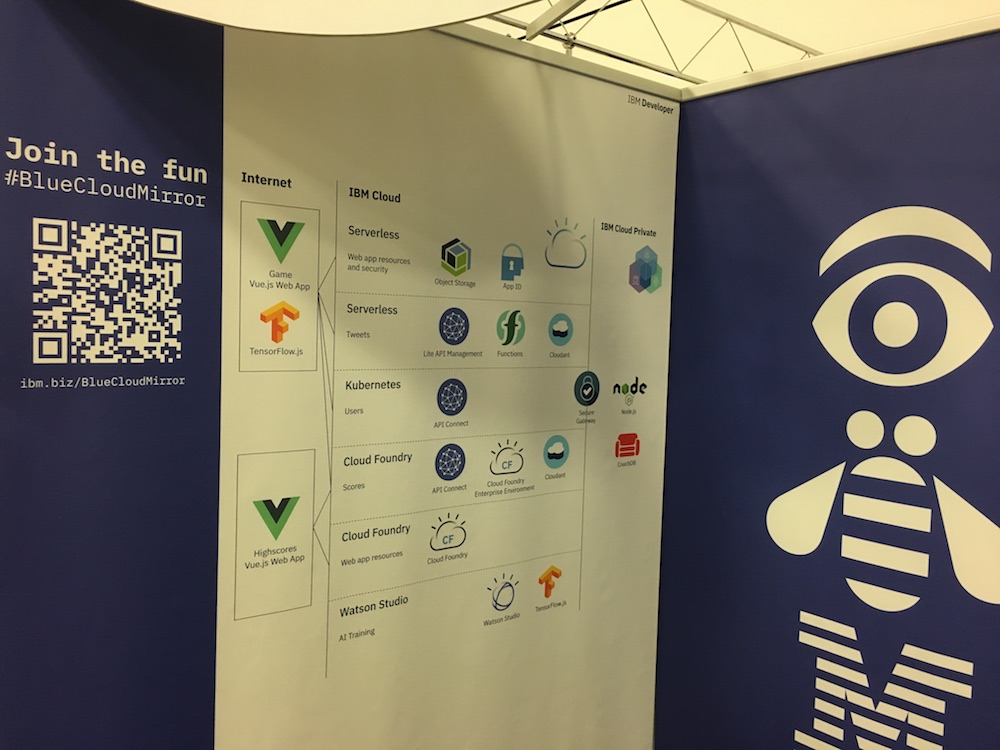 Join the fun
#BlueCloudMirror
ibm.biz/BlueCloudMirror
IBM Developer
Internet
Game
Vue.js Web App
TensorFlow.js
Highscores
Vue.js Web App
IBM Cloud
Serverless
Web app resources
and security
Object Storage
App ID
Serverless
Tweets
Lite API Management
Functions
Cloudant
Kubernetes
Users
API Connect
Secure
Gateway
Cloud Foundry
Scores
API Connect
CF
Cloud Foundry
Enterprise Environment
Cloudant
Cloud Foundry
Web app resources
CF
Cloud Foundry
Watson Studio
AI Training
Watson Studio
TensorFlow.js
IBM Cloud Private
node
JS
Node.js
CouchDB
M